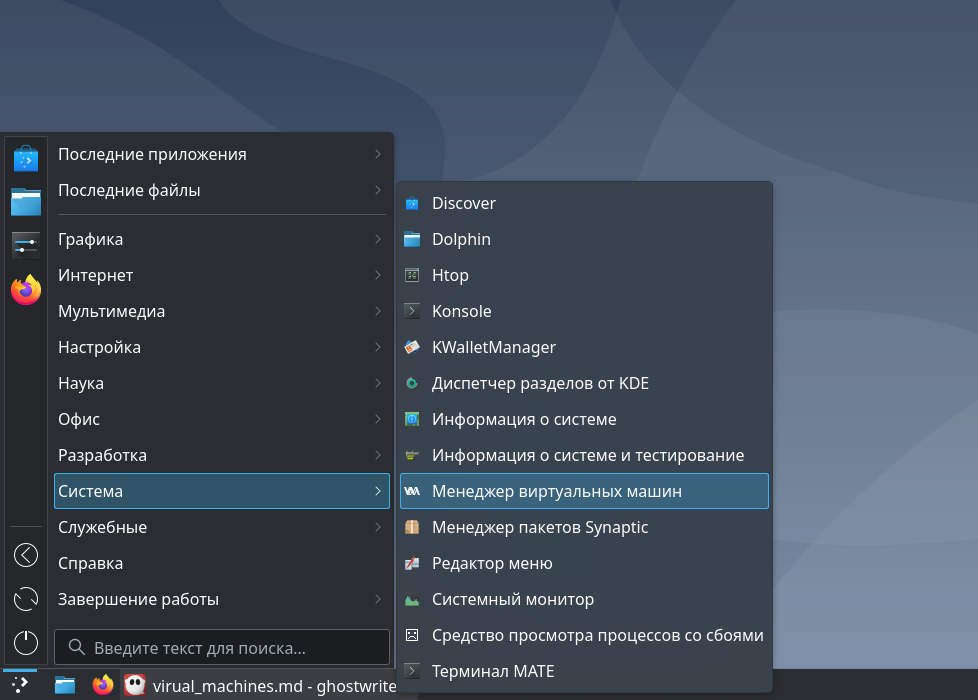 Последние приложения
Последние файлы
Графика
Интернет
Мультимедиа
Настройка
Наука
Офис
Разработка
Система
Служебные
Справка
Завершение работы
Введите текст для поиска...
Discover
Dolphin
Htop
Konsole
KWalletManager
Диспетчер разделов от KDE
Информация о системе
Информация о системе и тестирование
Менеджер виртуальных машин
Менеджер пакетов Synaptic
Редактор меню
Системный монитор
Средство просмотра процессов со сбоями
Терминал MATE
virual_machines.md - ghostwrite